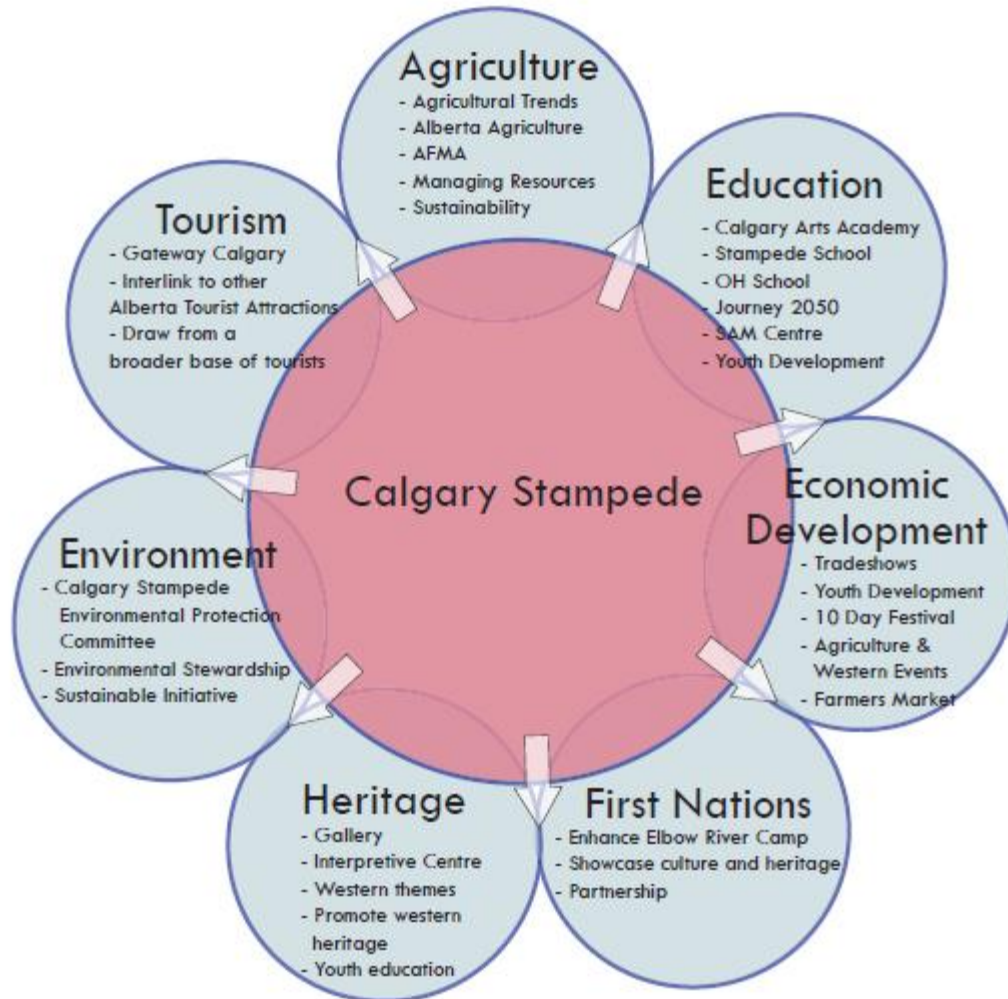 Agriculture
- Agricultural Trends
- Alberta Agriculture
- AFMA
- Managing Resources
- Sustainability
Education
- Calgary Arts Academy
- Stampede School
- OH School
- Journey 2050
- SAM Centre
- Youth Development
Tourism
- Gateway Calgary
- Interlink to other
Alberta Tourist Attractions
- Draw from a
broader base of tourists
Calgary Stampede
Economic
Development
- Tradeshows
- Youth Development
- 10 Day Festival
- Agriculture &
Western Events
- Farmers Market
Environment
- Calgary Stampede
Environmental Protection
Committee
- Environmental Stewardship
- Sustainable Initiative
Heritage
- Gallery
- Interpretive Centre
- Western themes
- Promote western
heritage
- Youth education
First Nations
- Enhance Elbow River Camp
- Showcase culture and heritage
- Partnership